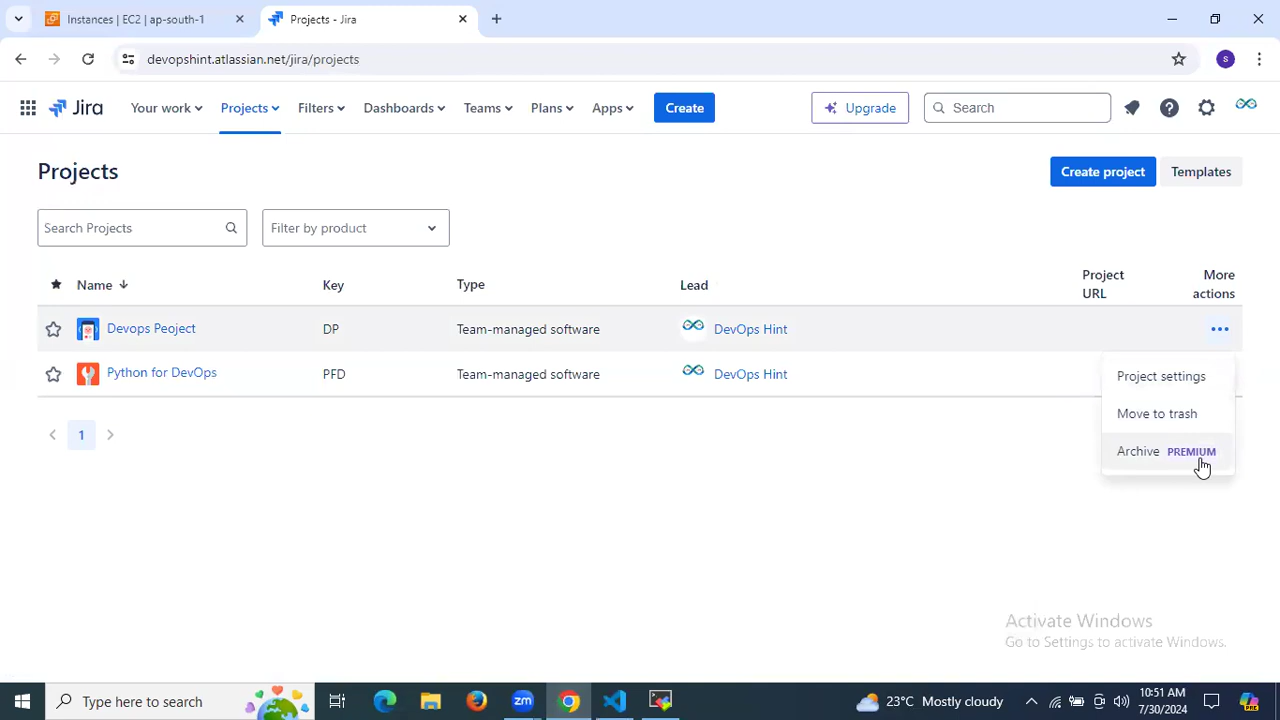 Instances | EC2 | ap-south-1
Projects - Jira
devopshint.atlassian.net/jira/projects
S
Jira
Your work
Projects
Filters
Dashboards
Teams
Plans
Apps
Create
Upgrade
Search
Projects
Create project
Templates
Search Projects
Filter by product
Name
Key
Type
Lead
Project URL
More actions
Devops Peoject
DP
Team-managed software
DevOps Hint
Python for DevOps
PFD
Team-managed software
DevOps Hint
Project settings
Move to trash
Archive PREMIUM
1
Activate Windows
Go to Settings to activate Windows.
Type here to search
zm
23°C Mostly cloudy
10:51 AM
7/30/2024
PRE